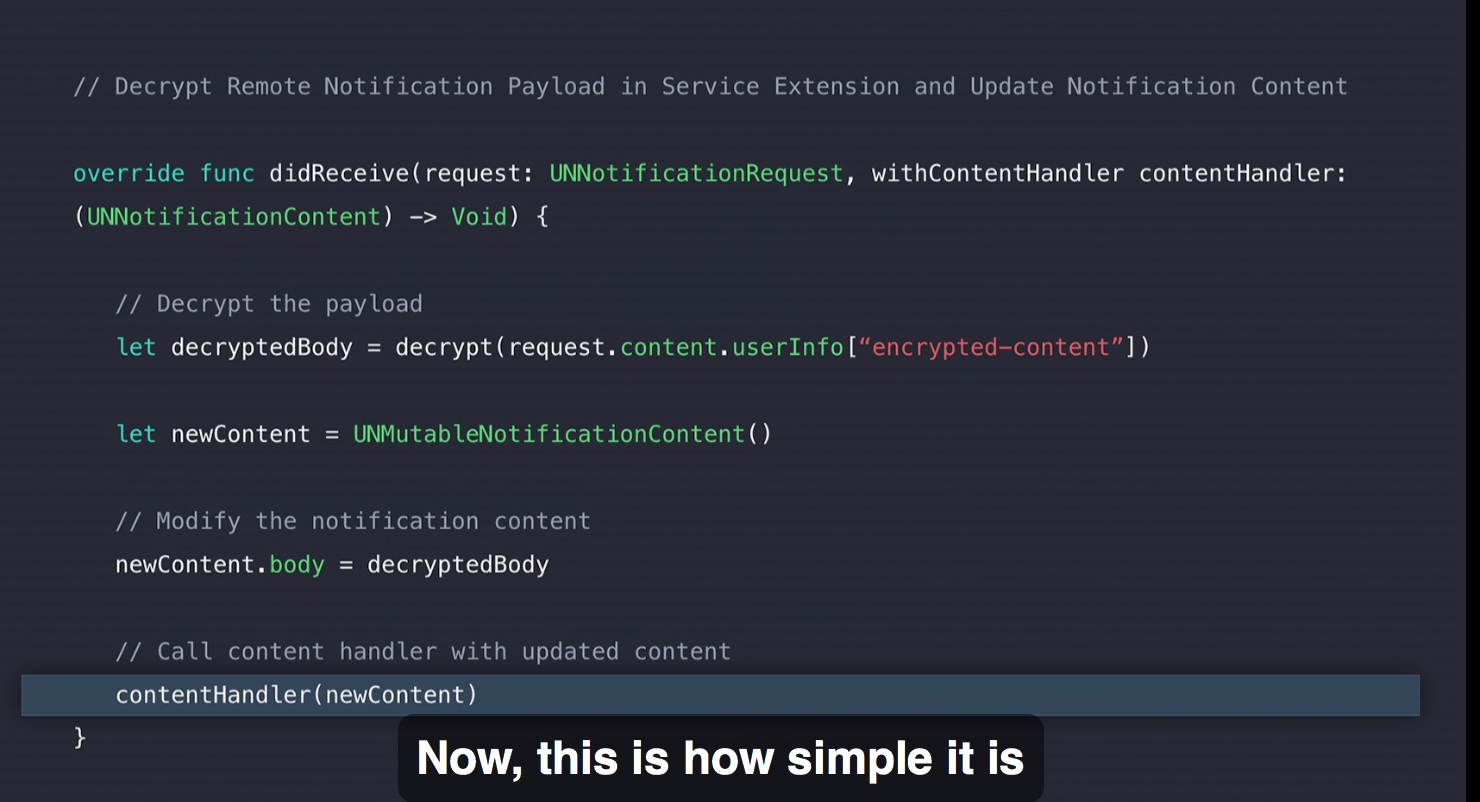 // Decrypt Remote Notification Payload in Service Extension and Update Notification Content
override func didReceive(request: UNNotificationRequest, withContentHandler contentHandler:
(UNNotificationContent) -> Void) {
// Decrypt the payload
let decryptedBody = decrypt(request.content.userInfo[“encrypted-content”])
let newContent = UNMutableNotificationContent()
// Modify the notification content
newContent.body = decryptedBody
// Call content handler with updated content
contentHandler(newContent)
}
Now, this is how simple it is